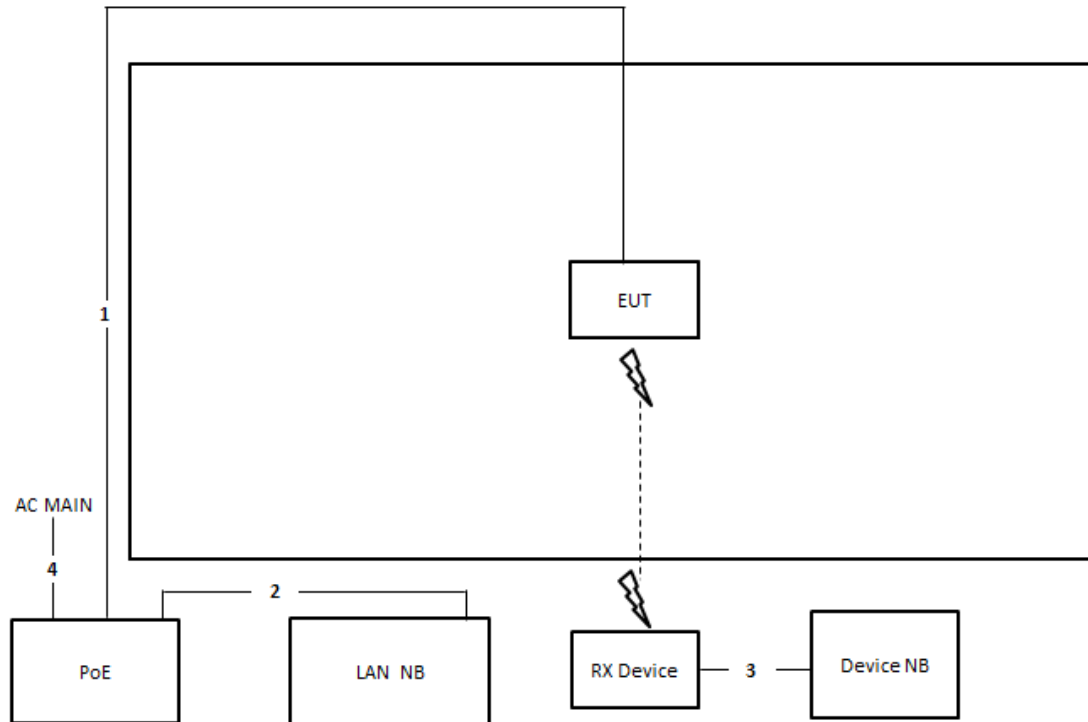 EUT
1
AC MAIN
4
2
PoE
LAN NB
RX Device
3
Device NB